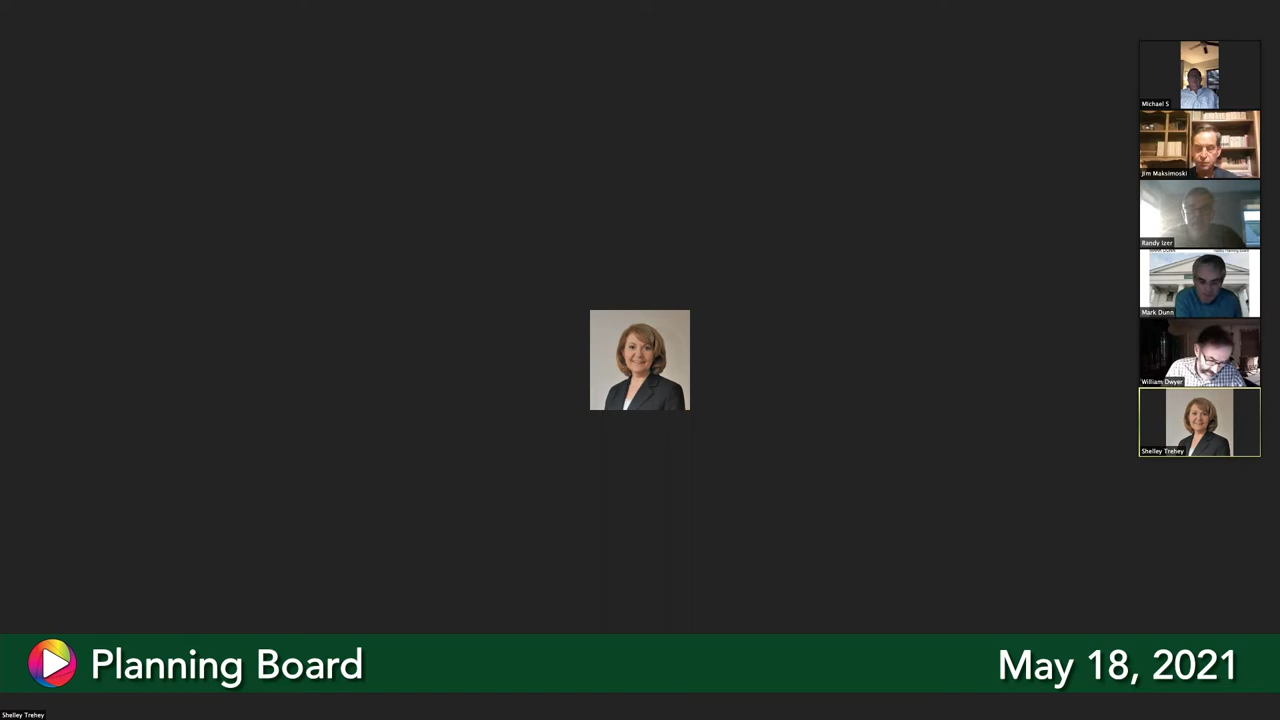 Michael S
Jim Maksimoski
Randy Izer
Mark Dunn
William Dwyer
Shelley Trehey
Planning Board
May 18, 2021
Shelley Trehey